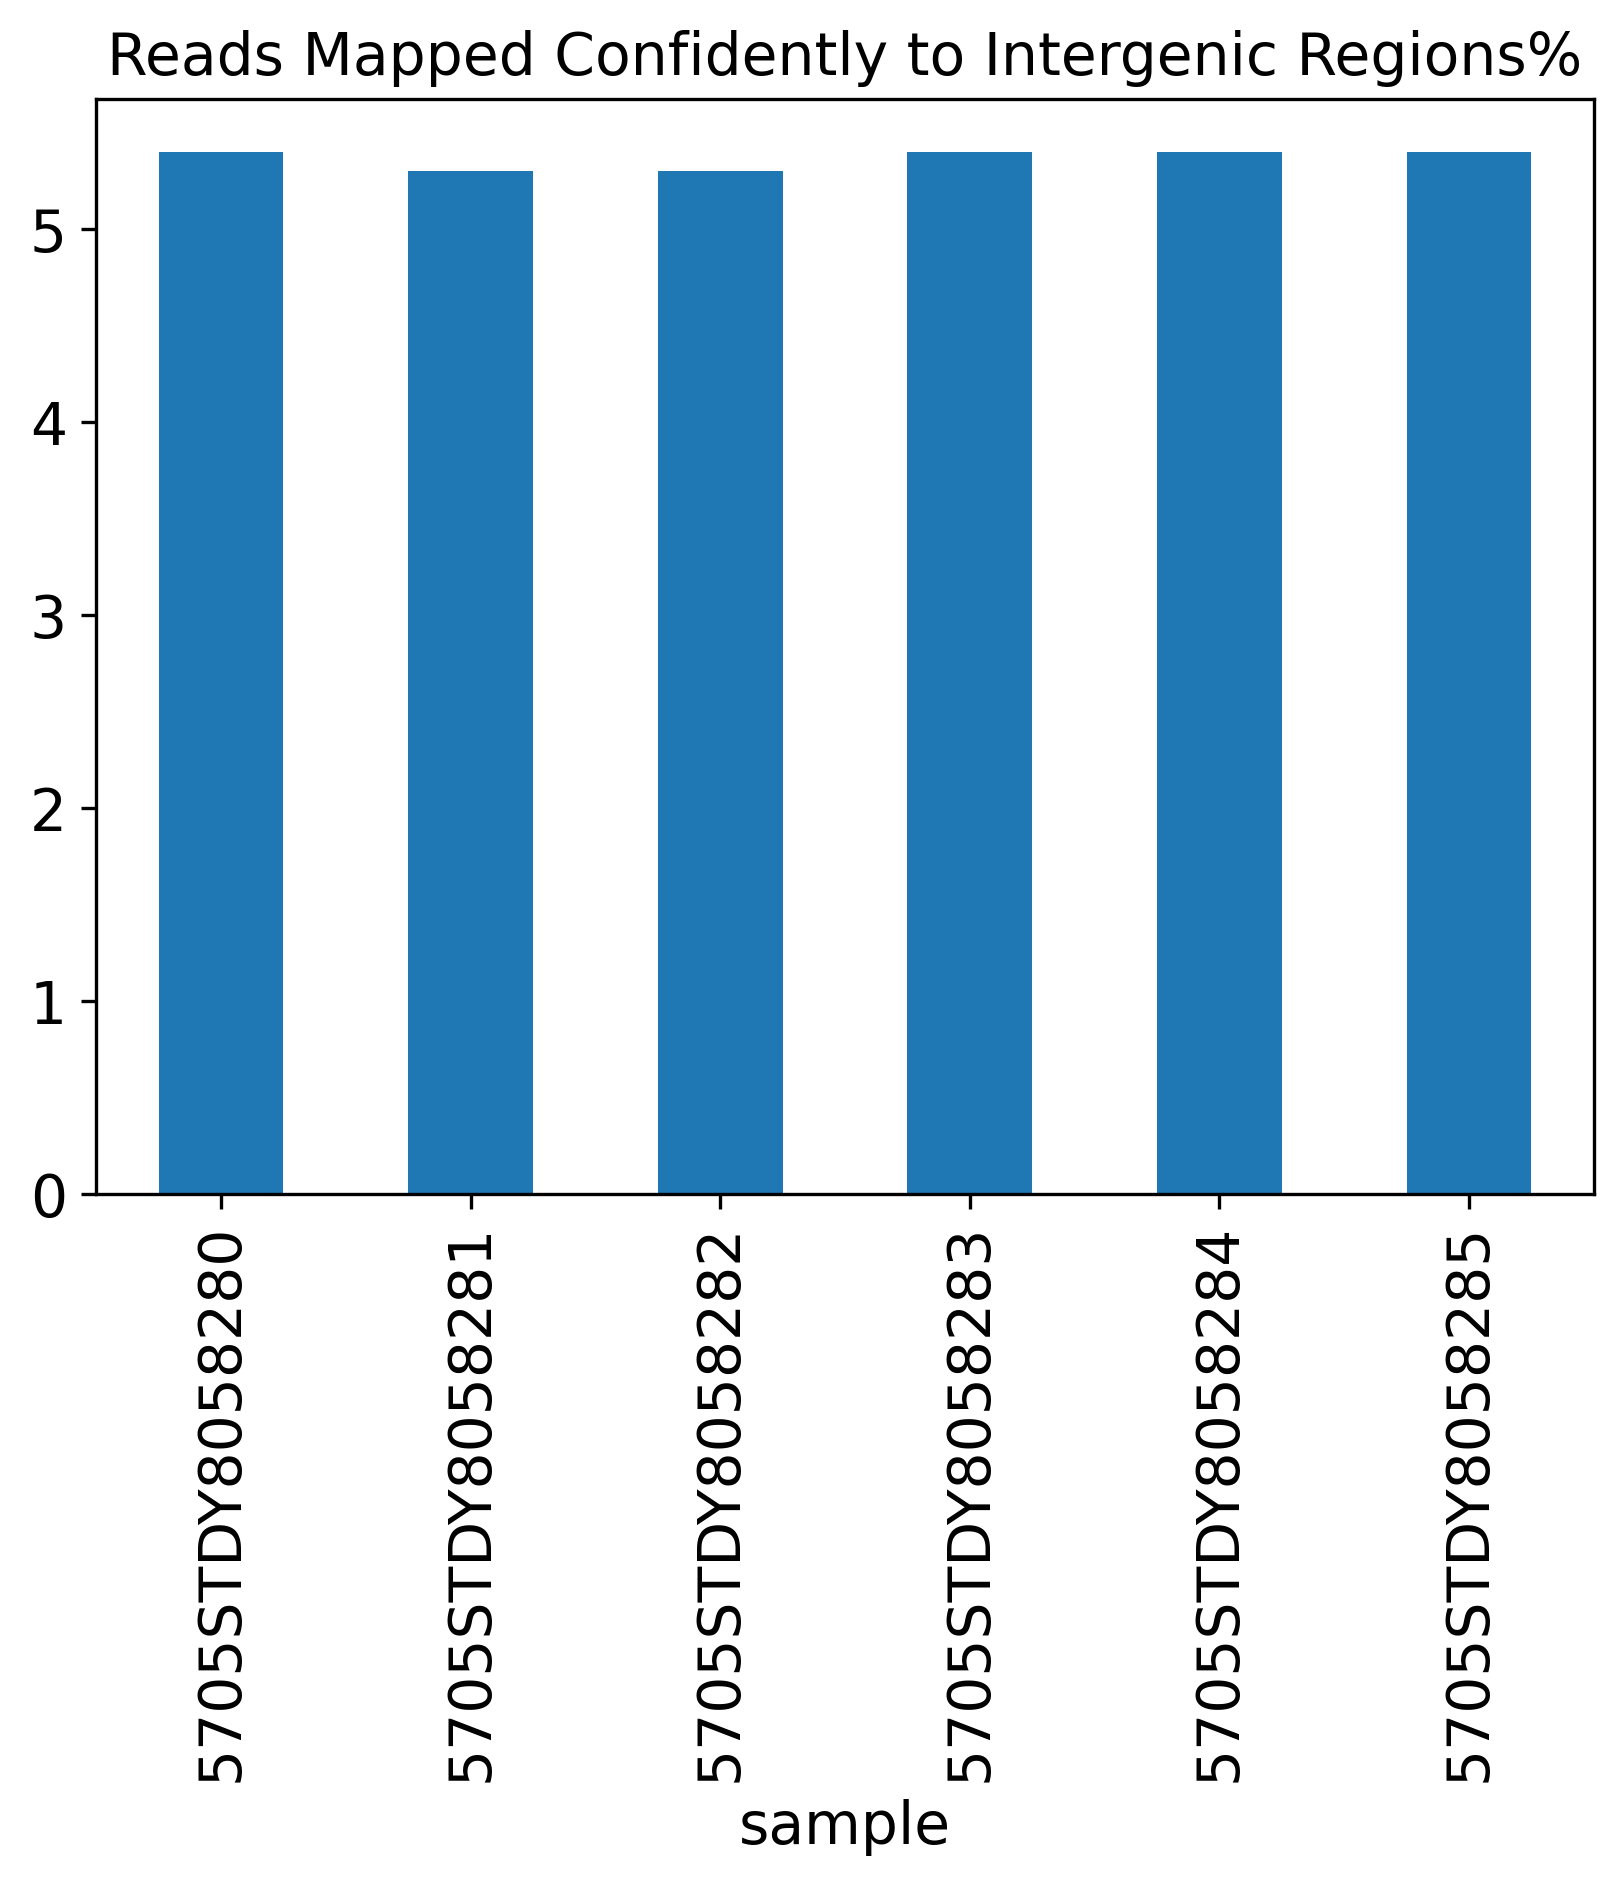 Reads Mapped Confidently to Intergenic Regions%
5
4
3
2
1
0
5705STDY8058280
5705STDY8058281
5705STDY8058282
5705STDY8058283
5705STDY8058284
5705STDY8058285
sample